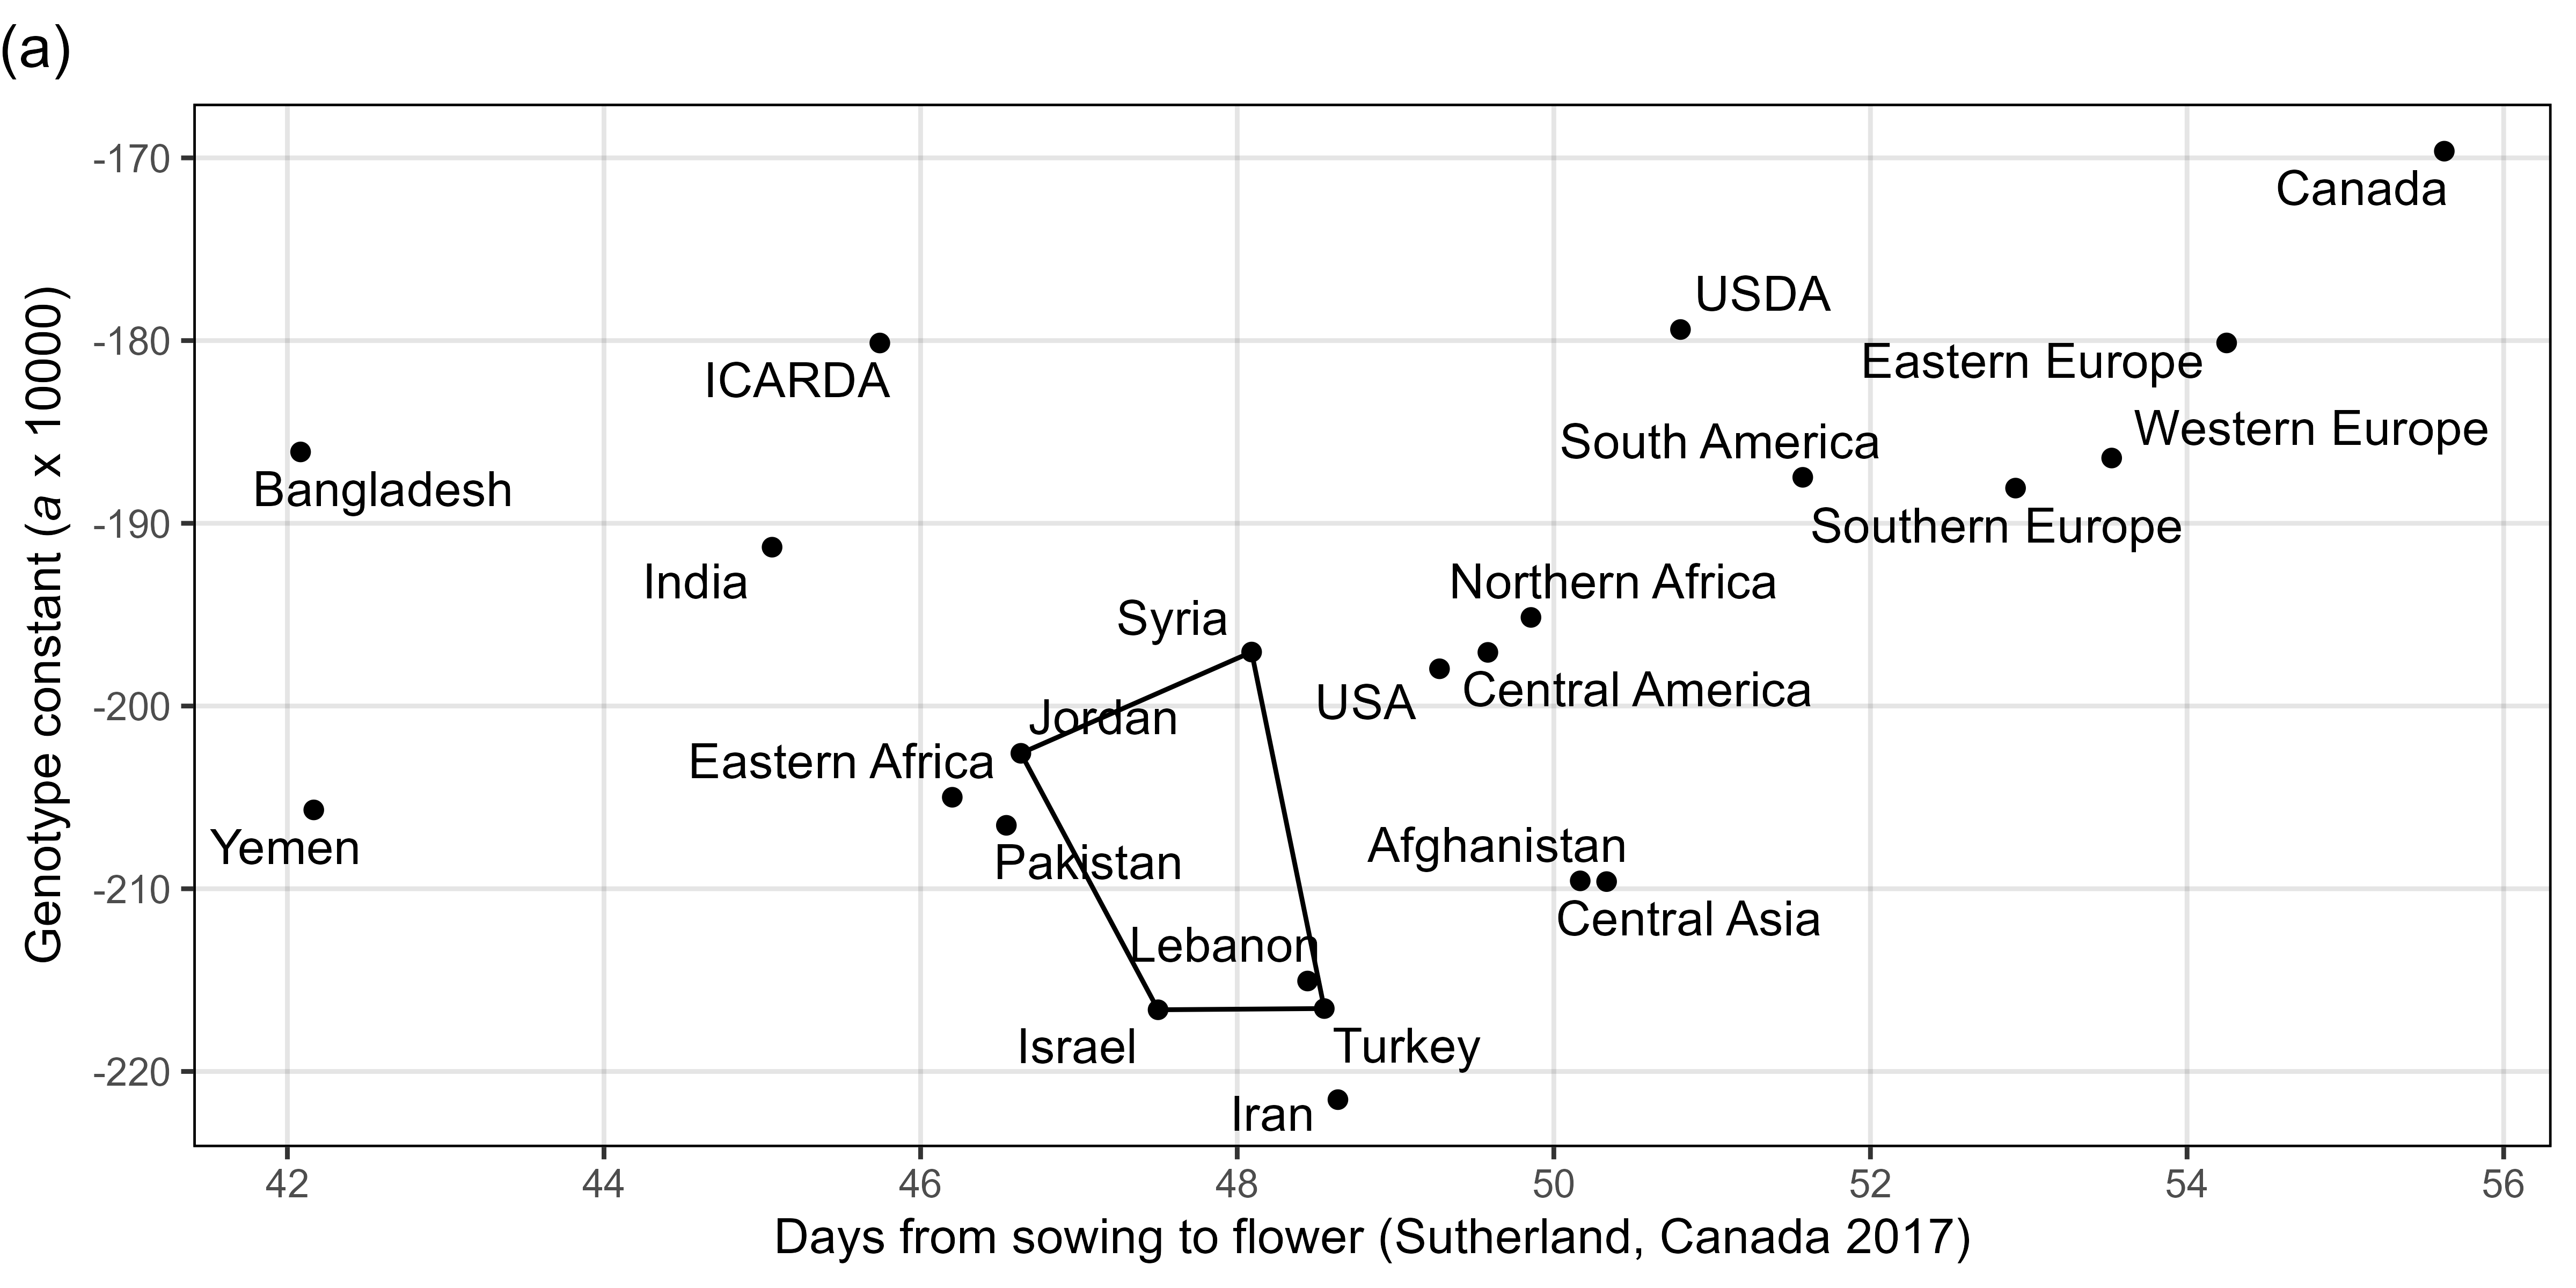 (a)
Genotype constant (a x 10000)
-170
-180
-190
-200
-210
-220
Canada
USDA
Eastern Europe
ICARDA
Western Europe
South America
Bangladesh
Southern Europe
India
Northern Africa
Syria
Central America
USA
Jordan
Eastern Africa
Yemen
Afghanistan
Pakistan
Central Asia
Lebanon
Israel
Turkey
Iran
42 44 46 48 50 52 54 56
Days from sowing to flower (Sutherland, Canada 2017)